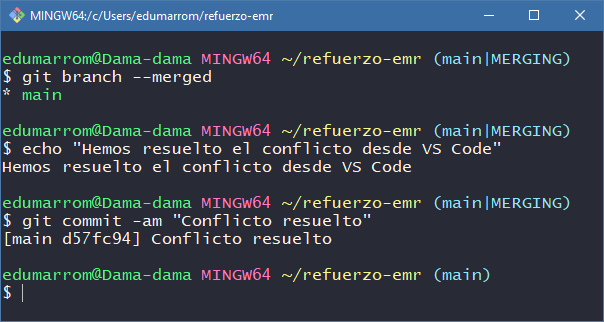 MINGW64:/c/Users/edumarrom/refuerzo-emr
edumarrom@Dama-dama MINGW64 ~/refuerzo-emr (main|MERGING)
$ git branch --merged
* main
edumarrom@Dama-dama MINGW64 ~/refuerzo-emr (main|MERGING)
$ echo "Hemos resuelto el conflicto desde VS Code"
Hemos resuelto el conflicto desde VS Code
edumarrom@Dama-dama MINGW64 ~/refuerzo-emr (main|MERGING)
$ git commit -am "Conflicto resuelto"
[main d57fc94] Conflicto resuelto
edumarrom@Dama-dama MINGW64 ~/refuerzo-emr (main)
$